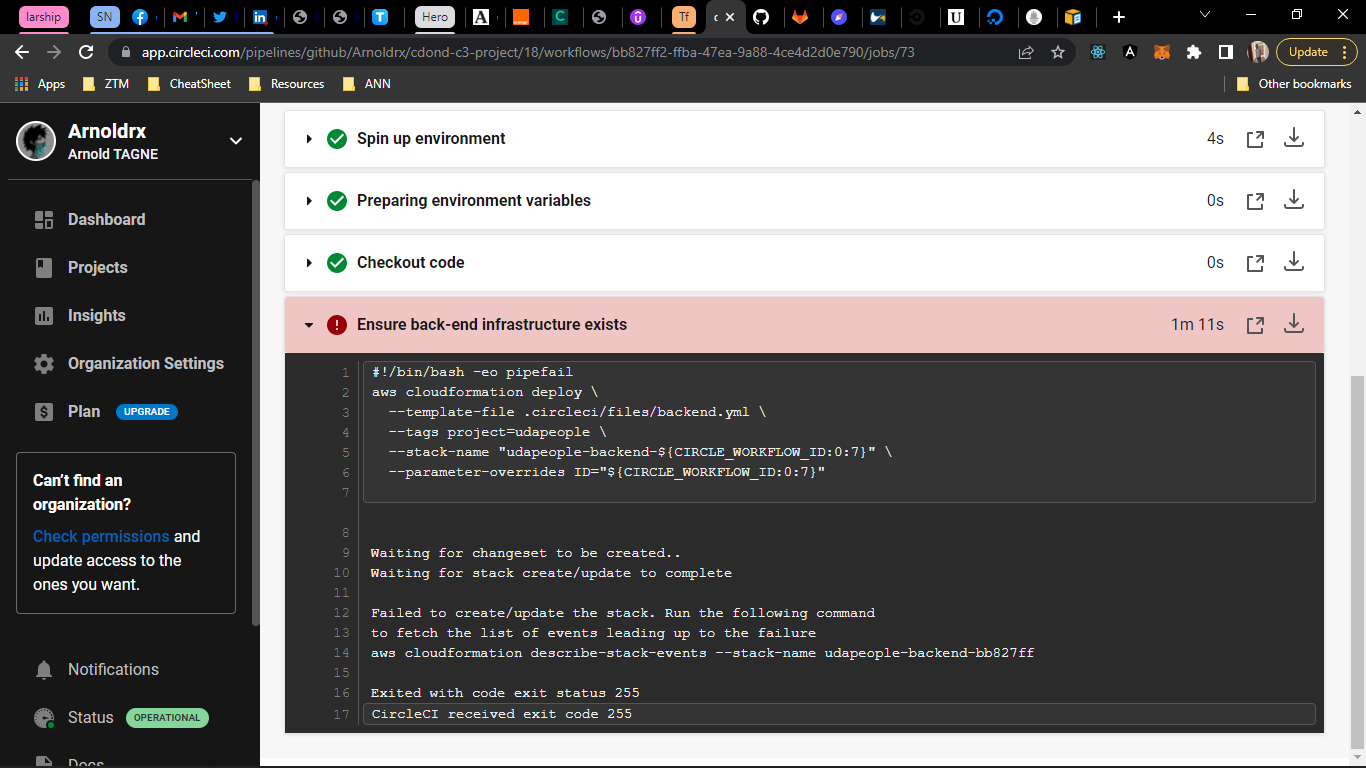 larship
SN
Hero
Tf
c
app.circleci.com/pipelines/github/Arnoldrx/cdond-c3-project/18/workflows/bb827ff2-ffba-47ea-9a88-4ce4d2d0e790/jobs/73
Update
Apps
ZTM
CheatSheet
Resources
ANN
Other bookmarks
Arnoldrx
Arnold TAGNE
Dashboard
Projects
Insights
Organization Settings
Plan
UPGRADE
Can't find an
organization?
Check permissions and
update access to the
ones you want.
Notifications
Status
OPERATIONAL
Docs
Spin up environment
4s
Preparing environment variables
0s
Checkout code
0s
Ensure back-end infrastructure exists
1m 11s
1 #!/bin/bash -eo pipefail
2 aws cloudformation deploy \
3 --template-file .circleci/files/backend.yml \
4 --tags project=udapeople \
5 --stack-name "udapeople-backend-${CIRCLE_WORKFLOW_ID:0:7}" \
6 --parameter-overrides ID="${CIRCLE_WORKFLOW_ID:0:7}"
7
8
9 Waiting for changeset to be created..
10 Waiting for stack create/update to complete
11
12 Failed to create/update the stack. Run the following command
13 to fetch the list of events leading up to the failure
14 aws cloudformation describe-stack-events --stack-name udapeople-backend-bb827ff
15
16 Exited with code exit status 255
17 CircleCI received exit code 255